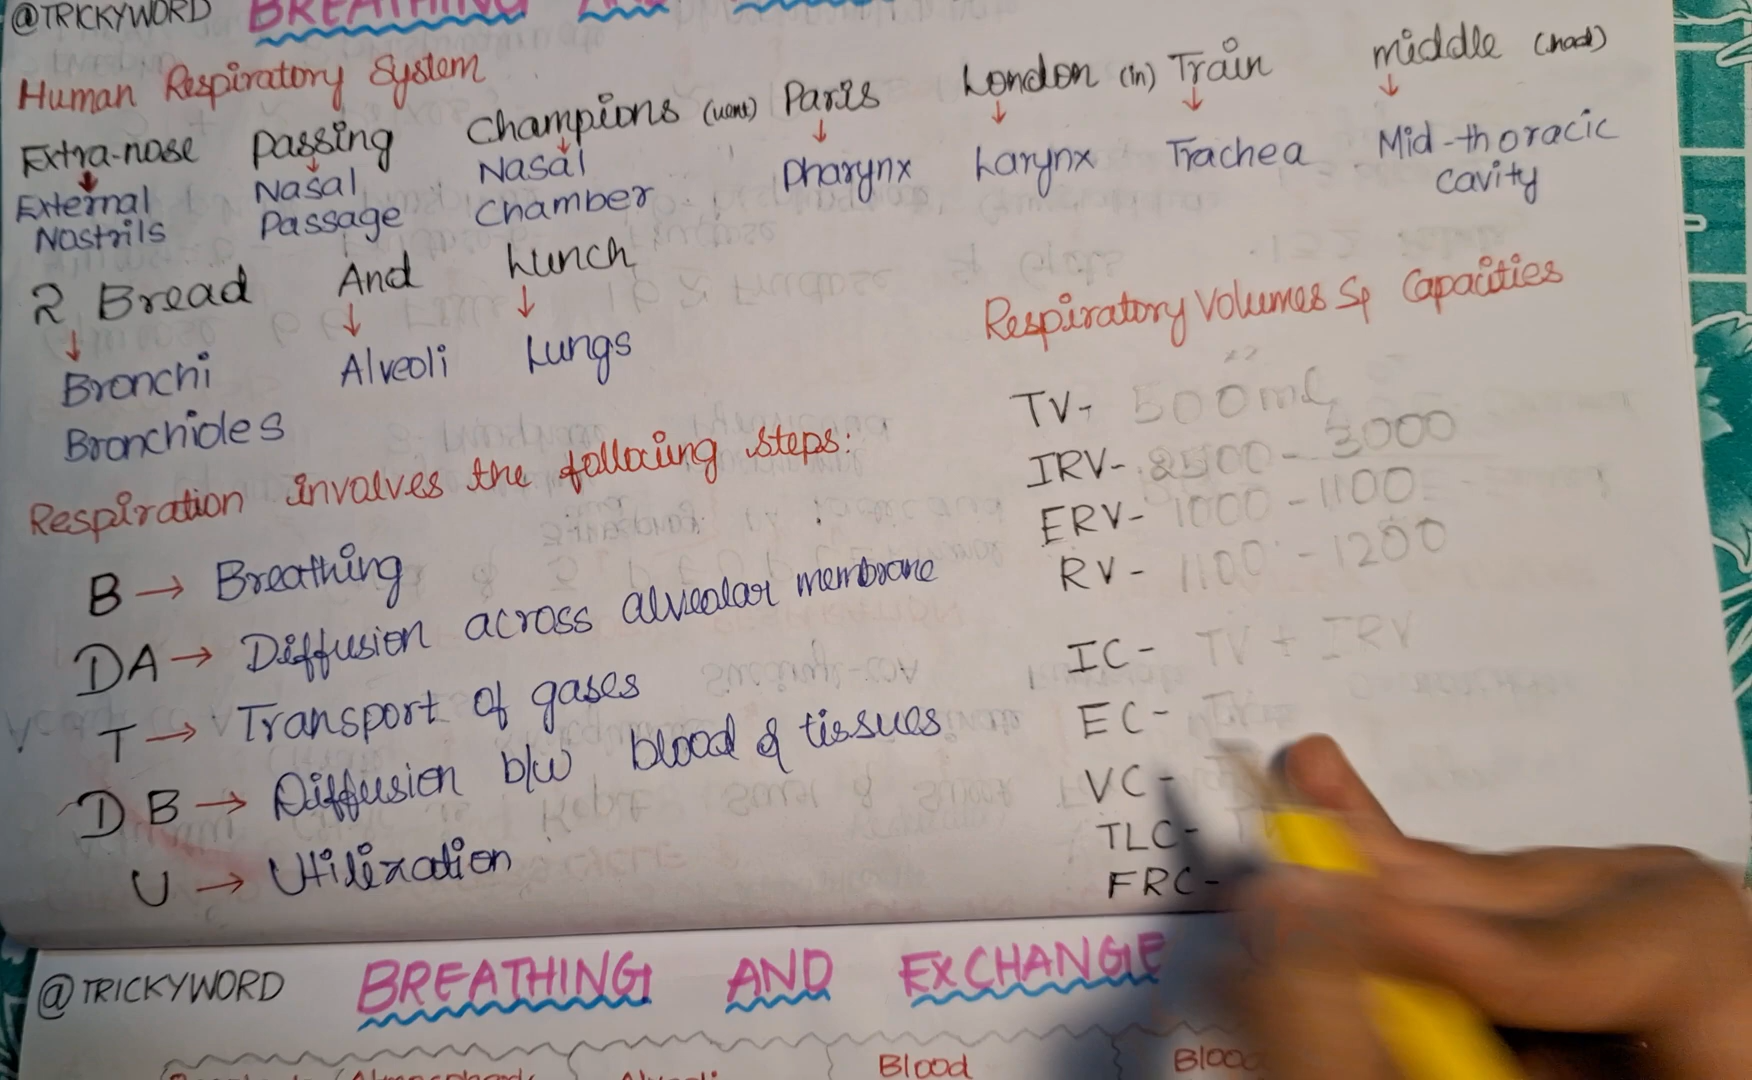 @TRICKYWORD BREATHING AND
Human Respiratory System
Extra-nose Passing Champions (went) Paris London (in) Train middle (had)
External Nasal Nasal Pharynx Larynx Trachea Mid-thoracic
Nostrils Passage Chamber cavity
2 Bread And Lunch
Bronchi Alveoli Lungs
Bronchioles
Respiration involves the following steps:
B → Breathing
DA → Diffusion across alveolar membrane
T → Transport of gases
DB → Diffusion b/w blood & tissues
U → Utilization
Respiratory Volumes & Capacities
TV- 500mL
IRV- 2500 - 3000
ERV- 1000 - 1100
RV- 1100 - 1200
IC- TV + IRV
EC-
VC-
TLC-
FRC-
@TRICKYWORD BREATHING AND EXCHANGE
Blood